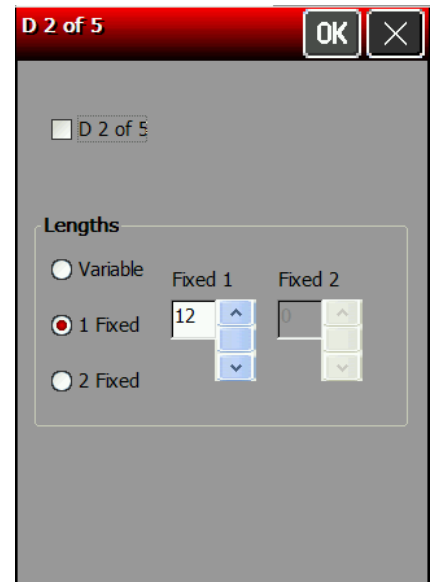 D 2 of 5
OK
D 2 of 5
Lengths
Variable
Fixed 1
Fixed 2
1 Fixed
12
0
2 Fixed